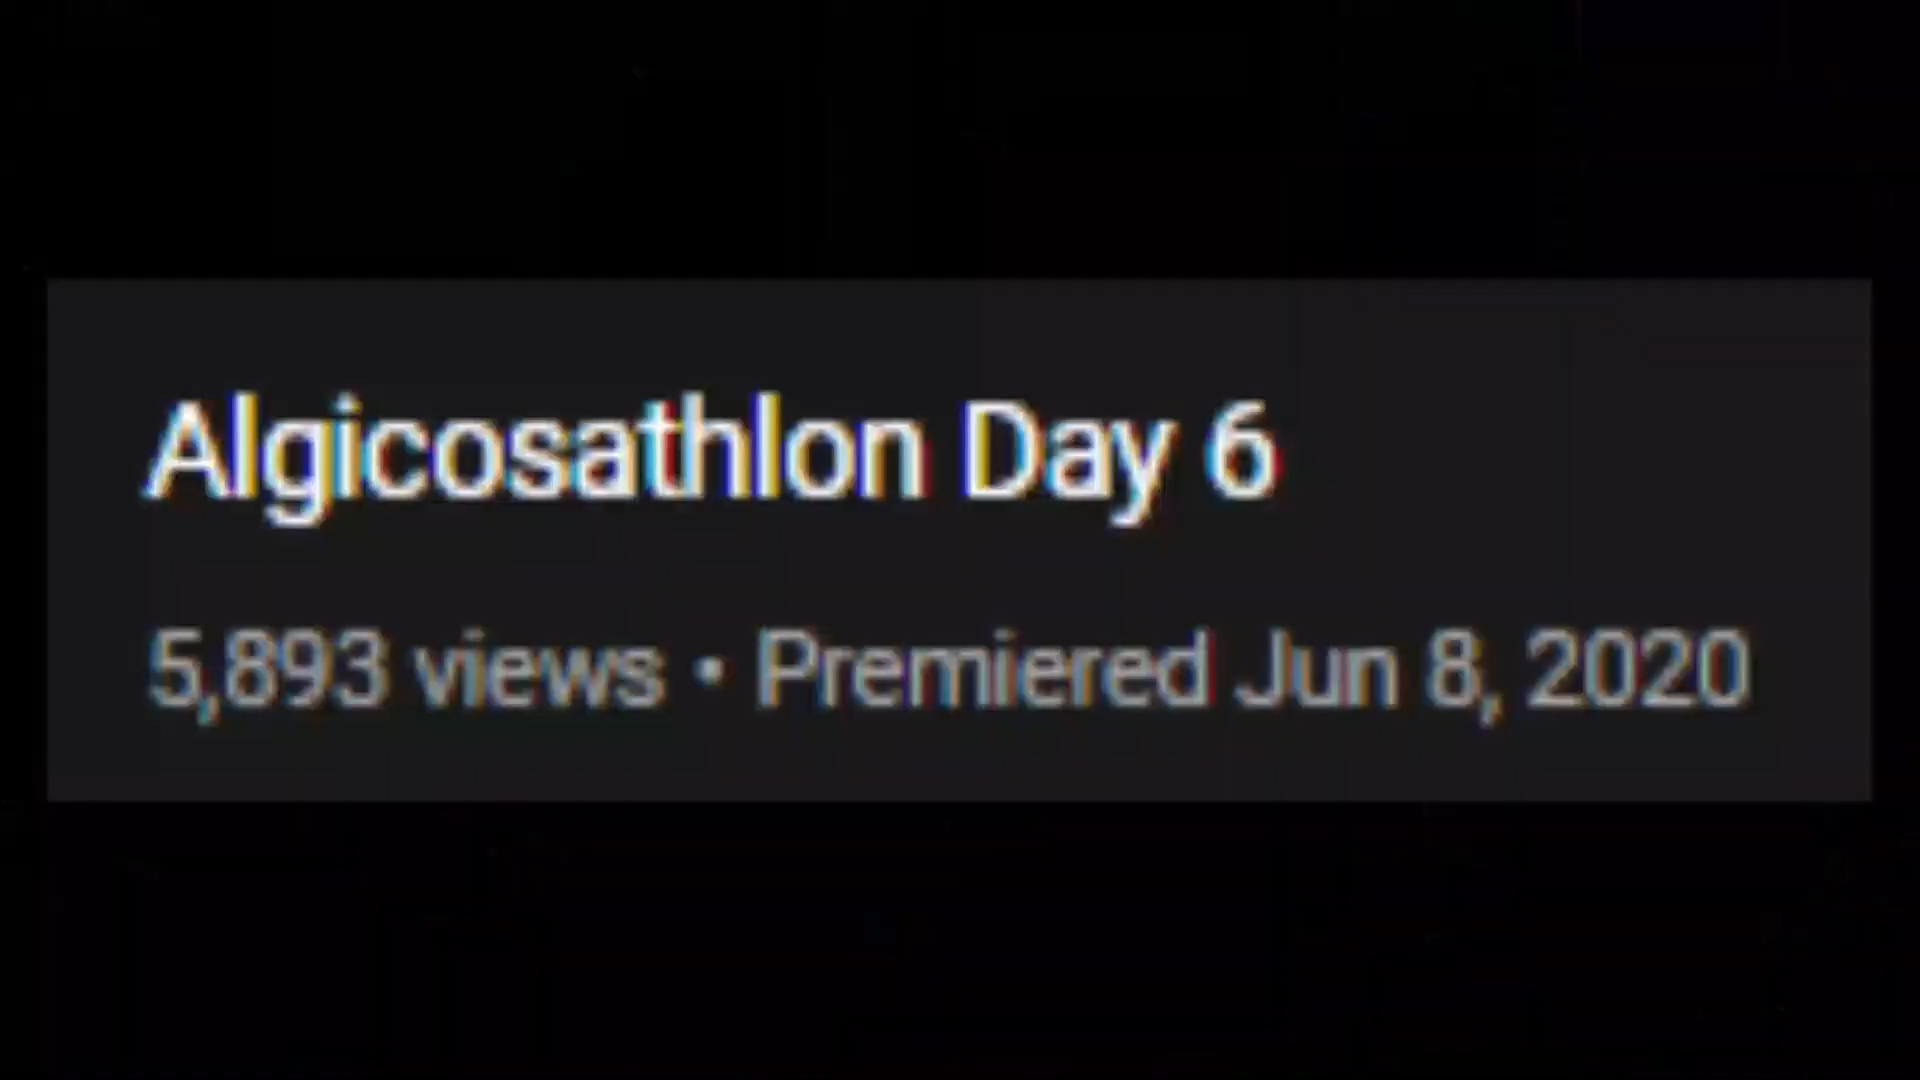 Algicosathlon Day 6
5,893 views • Premiered Jun 8, 2020